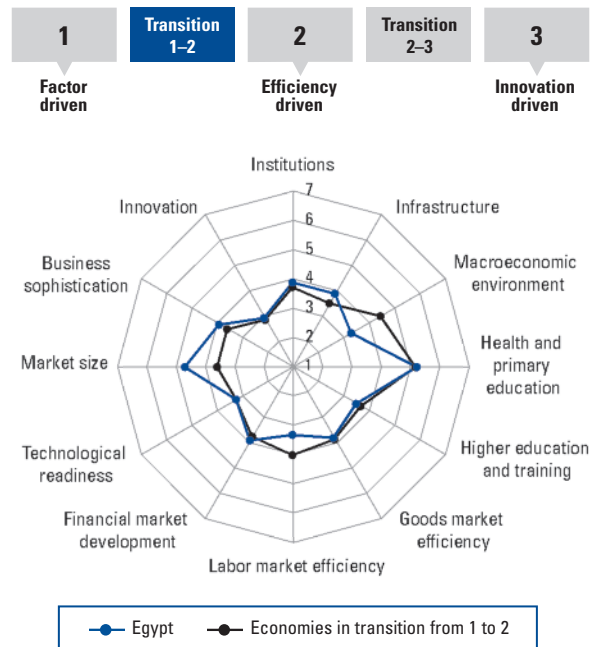 1
Transition
1–2
2
Transition
2–3
3
Factor
driven
Efficiency
driven
Innovation
driven
Institutions
7
Innovation
Infrastructure
6
5
Business
sophistication
Macroeconomic
environment
4
3
2
Market size
1
Health and
primary
education
Technological
readiness
Higher education
and training
Financial market
development
Goods market
efficiency
Labor market efficiency
Egypt
Economies in transition from 1 to 2